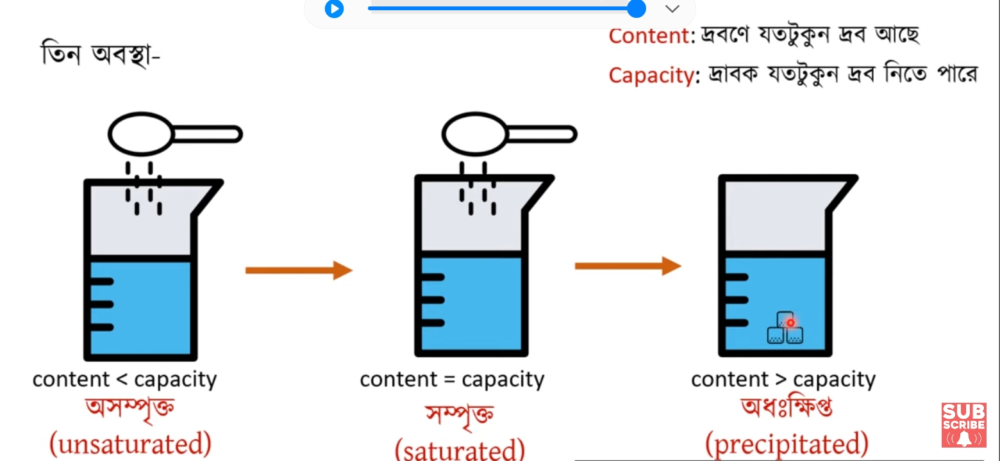 তিন অবস্থা-
Content: দ্রবণে যতটুকুন দ্রব আছে
Capacity: দ্রাবক যতটুকুন দ্রব নিতে পারে
content < capacity
অসম্পৃক্ত
(unsaturated)
content = capacity
সম্পৃক্ত
(saturated)
content > capacity
অধঃক্ষিপ্ত
(precipitated)
SUB
SCRIBE